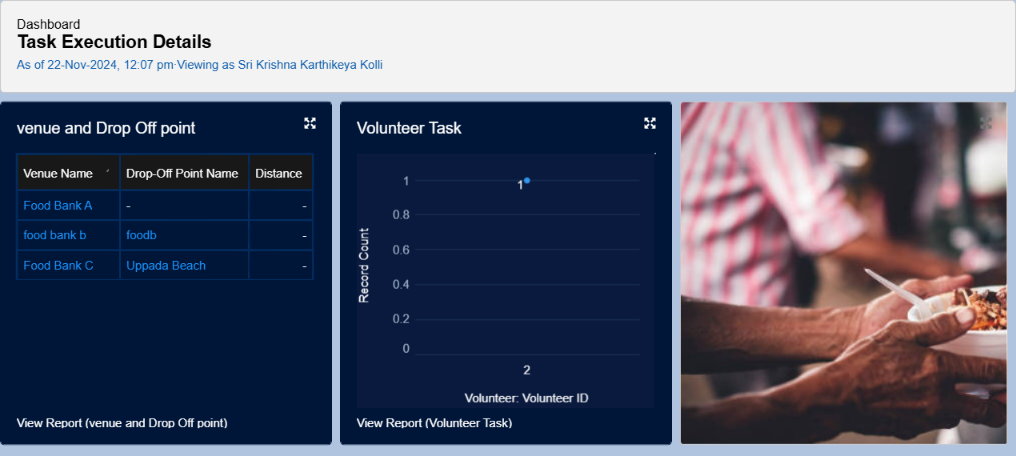 Dashboard
Task Execution Details
As of 22-Nov-2024, 12:07 pm·Viewing as Sri Krishna Karthikeya Kolli
venue and Drop Off point
Venue Name Drop-Off Point Name Distance
Food Bank A - -
food bank b foodb -
Food Bank C Uppada Beach -
View Report (venue and Drop Off point)
Volunteer Task
1
0.8
0.6
0.4
0.2
0
Record Count
1
2
Volunteer: Volunteer ID
View Report (Volunteer Task)